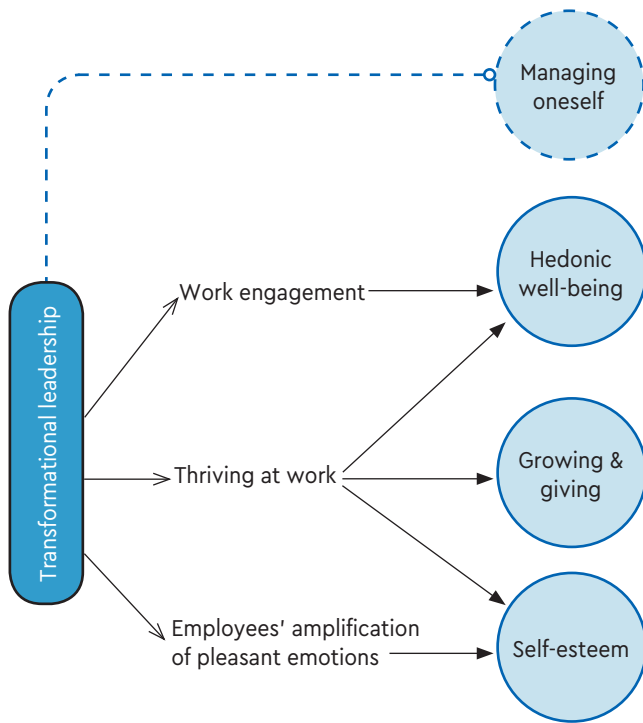 Managing
oneself
Hedonic
well-being
Work engagement
Transformational leadership
Thriving at work
Growing &
giving
Employees' amplification
of pleasant emotions
Self-esteem